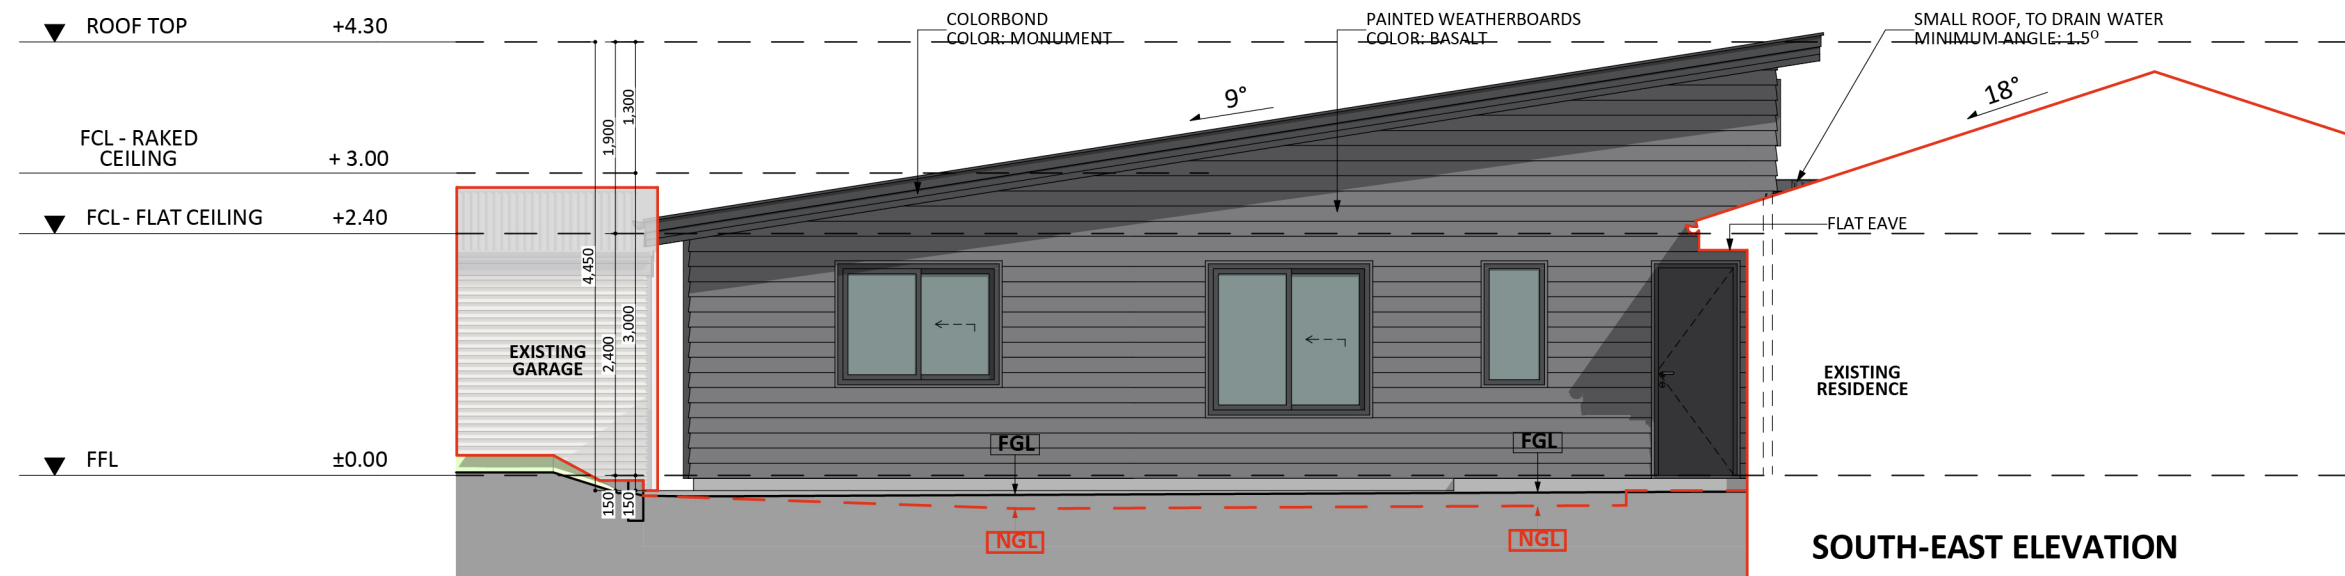 ROOF TOP +4.30
COLORBOND
COLOR: MONUMENT
PAINTED WEATHERBOARDS
COLOR: BASALT
SMALL ROOF, TO DRAIN WATER
MINIMUM ANGLE: 1.5º
1,300
9°
18°
1,900
FCL - RAKED
CEILING + 3.00
FCL - FLAT CEILING +2.40
FLAT EAVE
4,450
3,000
2,400
EXISTING
GARAGE
EXISTING
RESIDENCE
FGL
FGL
FFL ±0.00
150
150
NGL
NGL
SOUTH-EAST ELEVATION